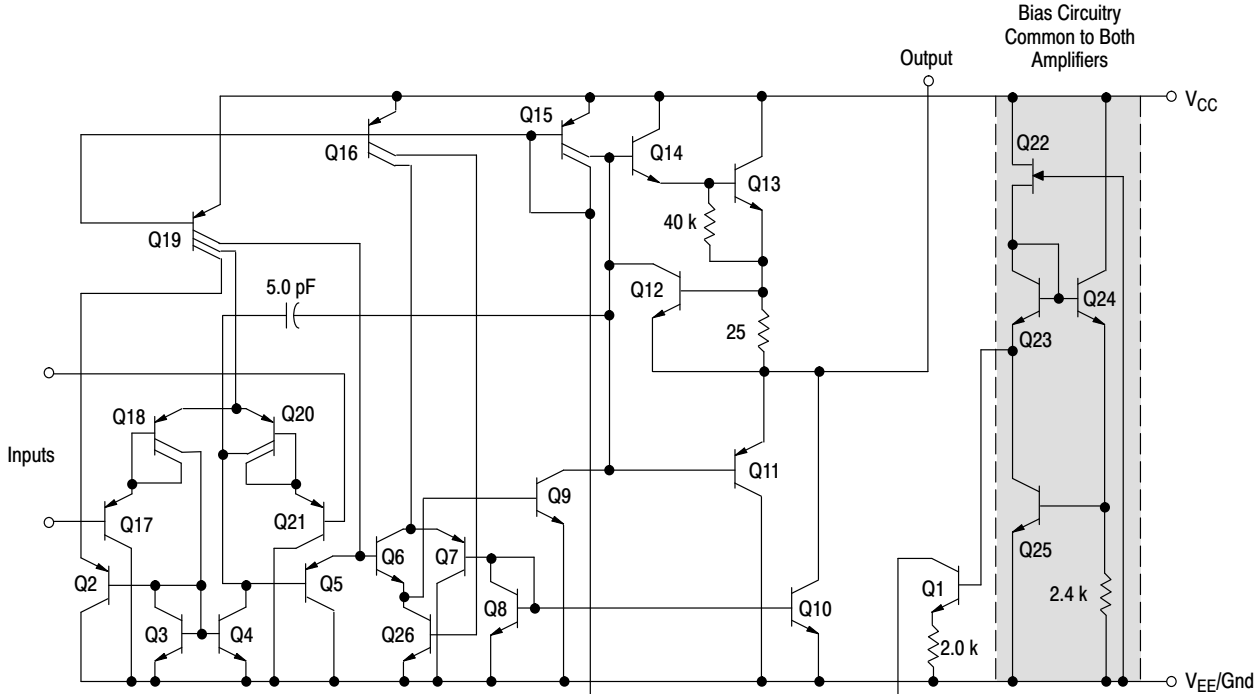 Bias Circuitry
Common to Both
Amplifiers
Output
VCC
Q15
Q22
Q16
Q14
Q13
40 k
Q19
5.0 pF
Q12
Q24
25
Q23
Q18
Q20
Inputs
Q11
Q9
Q17
Q21
Q25
Q6
Q7
Q2
Q5
Q1
Q8
2.4 k
Q3
Q4
Q26
Q10
2.0 k
VEE/Gnd